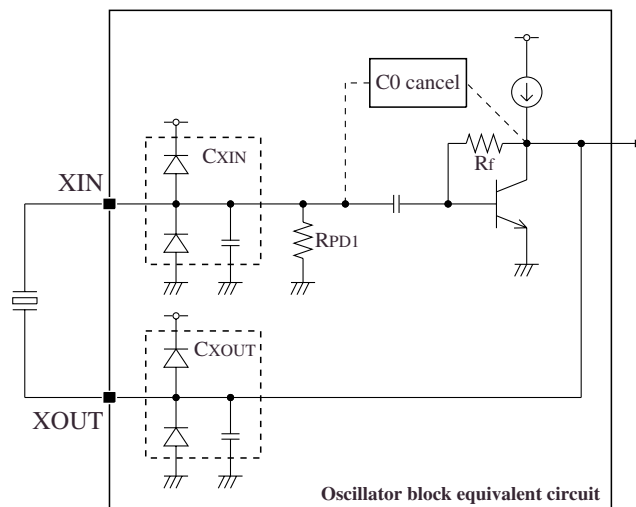 C0 cancel
CXIN
Rf
XIN
RPD1
CXOUT
XOUT
Oscillator block equivalent circuit